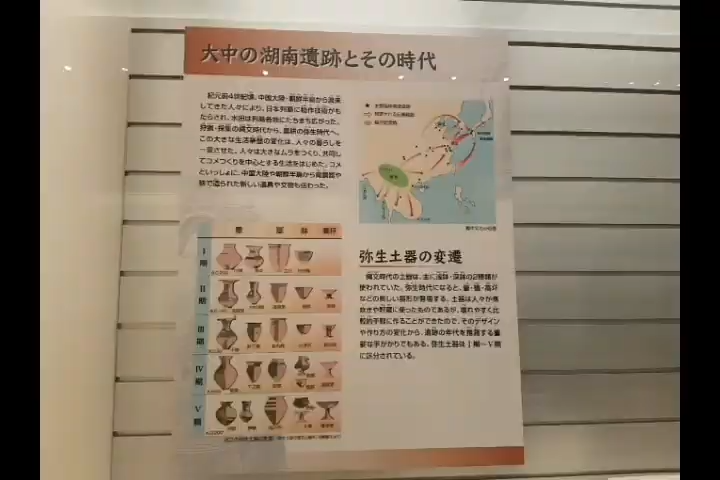 大中の湖南遺跡とその時代
紀元前4世紀頃、中国大陸・朝鮮半島から渡来
してきた人々により、日本列島に稲作技術がも
たらされ、水田は列島各地にたちまち広がった。
狩猟・採集の縄文時代から、農耕の弥生時代へ。
この大きな生活基盤の変化は、人々の暮らしを
一変させた。人々は大きなムラをつくり、共同し
てコメづくりを中心とする生活をはじめた。コメ
といっしょに、中国大陸や朝鮮半島から青銅器や
鉄で造られた新しい道具や文物も伝わった。
弥生土器の変遷
縄文時代の土器は、主に浅鉢・深鉢の2種類が
使われていた。弥生時代になると、壷・甕・高坏
などの新しい器形が登場する。土器は人々が煮
炊きや貯蔵に使ったものであるが、壊れやすく比
較的手軽に作ることができたので、そのデザイン
や作り方の変化から、遺跡の年代を推測する重
要な手がかりでもある。弥生土器はⅠ期～Ⅴ期
に区分されている。
壷 甕 鉢 高坏
Ⅰ期
Ⅱ期
Ⅲ期
Ⅳ期
Ⅴ期